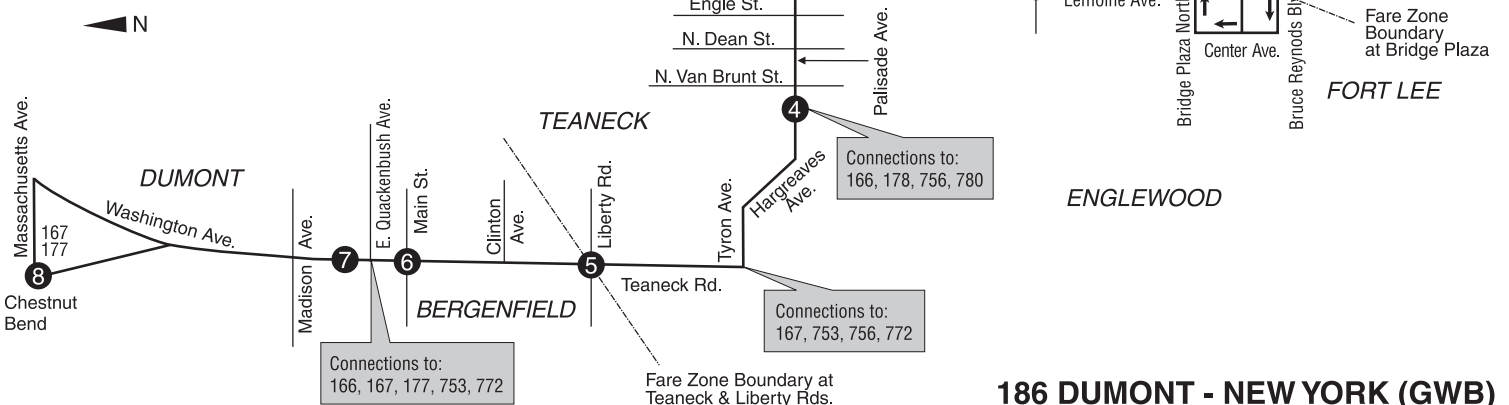 N
Engle St.
N. Dean St.
N. Van Brunt St.
Palisade Ave.
Lemoine Ave.
Bridge Plaza North
Center Ave.
Bruce Reynods Bl
Fare Zone
Boundary
at Bridge Plaza
FORT LEE
ENGLEWOOD
4
Connections to:
166, 178, 756, 780
Hargreaves
Ave.
Tyron Ave.
TEANECK
Massachusetts Ave.
DUMONT
Washington Ave.
167
177
8
Chestnut
Bend
Madison Ave.
7
E. Quackenbush Ave.
Main St.
6
Clinton
Ave.
Liberty Rd.
5
Teaneck Rd.
BERGENFIELD
Connections to:
167, 753, 756, 772
Connections to:
166, 167, 177, 753, 772
Fare Zone Boundary at
Teaneck & Liberty Rds.
186 DUMONT - NEW YORK (GWB)